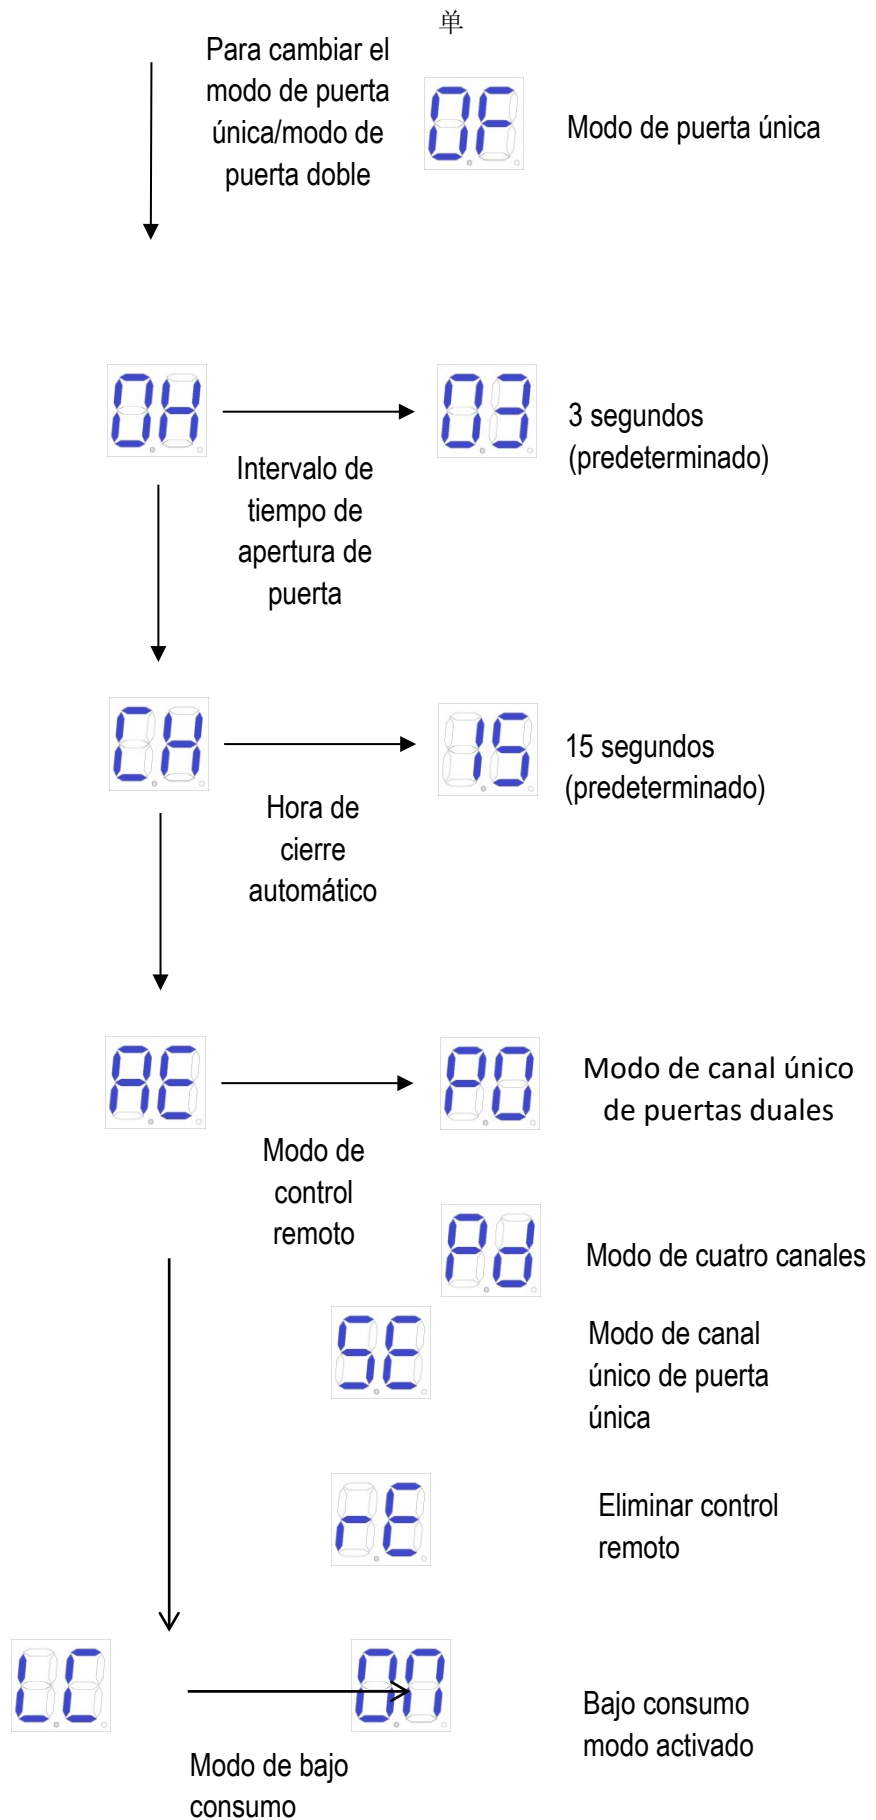 单
Para cambiar el
modo de puerta
única/modo de
puerta doble
0F
Modo de puerta única
0H
03
3 segundos
(predeterminado)
Intervalo de
tiempo de
apertura de
puerta
CH
15
15 segundos
(predeterminado)
Hora de
cierre
automático
AE
P0
Modo de canal único
de puertas duales
Modo de
control
remoto
Pd
Modo de cuatro canales
SE
Modo de canal
único de puerta
única
rE
Eliminar control
remoto
LC
0n
Bajo consumo
modo activado
Modo de bajo
consumo